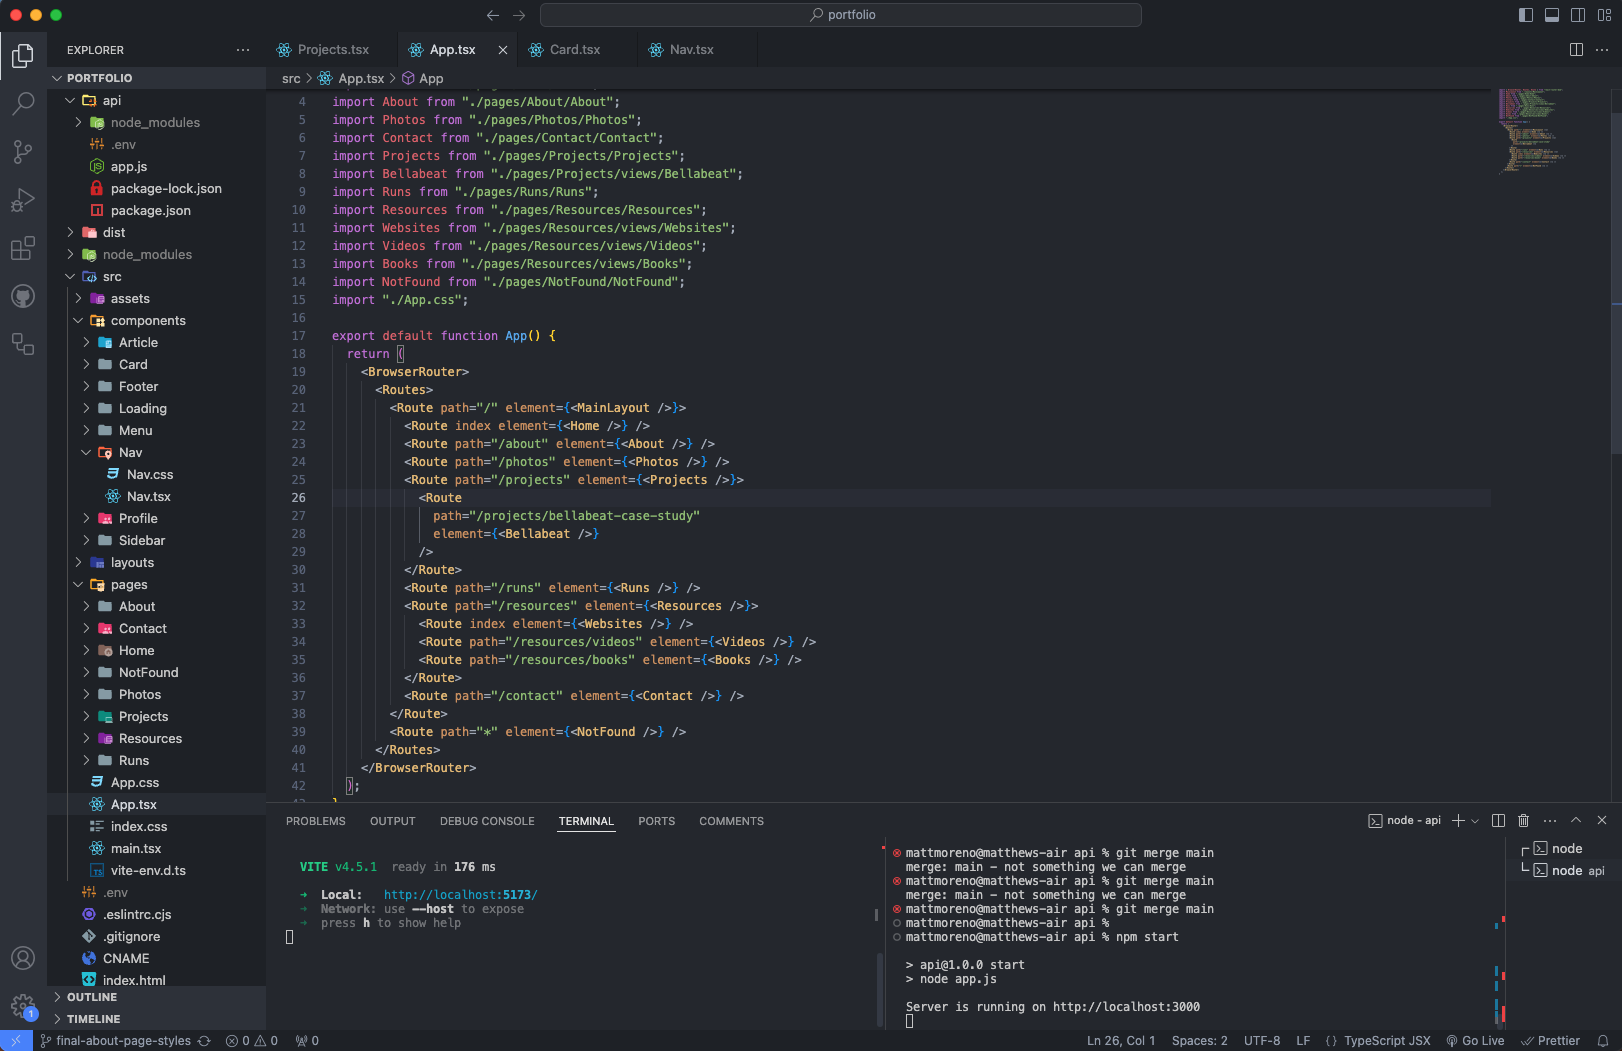 portfolio
EXPLORER
PORTFOLIO
api
node_modules
.env
app.js
package-lock.json
package.json
dist
node_modules
src
assets
components
Article
Card
Footer
Loading
Menu
Nav
Nav.css
Nav.tsx
Profile
Sidebar
layouts
pages
About
Contact
Home
NotFound
Photos
Projects
Resources
Runs
App.css
App.tsx
index.css
main.tsx
vite-env.d.ts
.env
.eslintrc.cjs
.gitignore
CNAME
index.html
OUTLINE
TIMELINE
Projects.tsx
App.tsx
Card.tsx
Nav.tsx
src > App.tsx > App
4 import About from "./pages/About/About";
5 import Photos from "./pages/Photos/Photos";
6 import Contact from "./pages/Contact/Contact";
7 import Projects from "./pages/Projects/Projects";
8 import Bellabeat from "./pages/Projects/views/Bellabeat";
9 import Runs from "./pages/Runs/Runs";
10 import Resources from "./pages/Resources/Resources";
11 import Websites from "./pages/Resources/views/Websites";
12 import Videos from "./pages/Resources/views/Videos";
13 import Books from "./pages/Resources/views/Books";
14 import NotFound from "./pages/NotFound/NotFound";
15 import "./App.css";
16
17 export default function App() {
18 return (
19 <BrowserRouter>
20 <Routes>
21 <Route path="/" element={<MainLayout />}>
22 <Route index element={<Home />} />
23 <Route path="/about" element={<About />} />
24 <Route path="/photos" element={<Photos />} />
25 <Route path="/projects" element={<Projects />}>
26 <Route
27 path="/projects/bellabeat-case-study"
28 element={<Bellabeat />}
29 />
30 </Route>
31 <Route path="/runs" element={<Runs />} />
32 <Route path="/resources" element={<Resources />}>
33 <Route index element={<Websites />} />
34 <Route path="/resources/videos" element={<Videos />} />
35 <Route path="/resources/books" element={<Books />} />
36 </Route>
37 <Route path="/contact" element={<Contact />} />
38 </Route>
39 <Route path="*" element={<NotFound />} />
40 </Routes>
41 </BrowserRouter>
42 );
PROBLEMS OUTPUT DEBUG CONSOLE TERMINAL PORTS COMMENTS
node - api
VITE v4.5.1 ready in 176 ms
➜ Local: http://localhost:5173/
➜ Network: use --host to expose
➜ press h to show help
mattmoreno@matthews-air api % git merge main
merge: main - not something we can merge
mattmoreno@matthews-air api % git merge main
merge: main - not something we can merge
mattmoreno@matthews-air api % git merge main
mattmoreno@matthews-air api %
mattmoreno@matthews-air api % npm start
> api@1.0.0 start
> node app.js
Server is running on http://localhost:3000
node
node api
1
final-about-page-styles 0 0 0
Ln 26, Col 1 Spaces: 2 UTF-8 LF {} TypeScript JSX Go Live Prettier